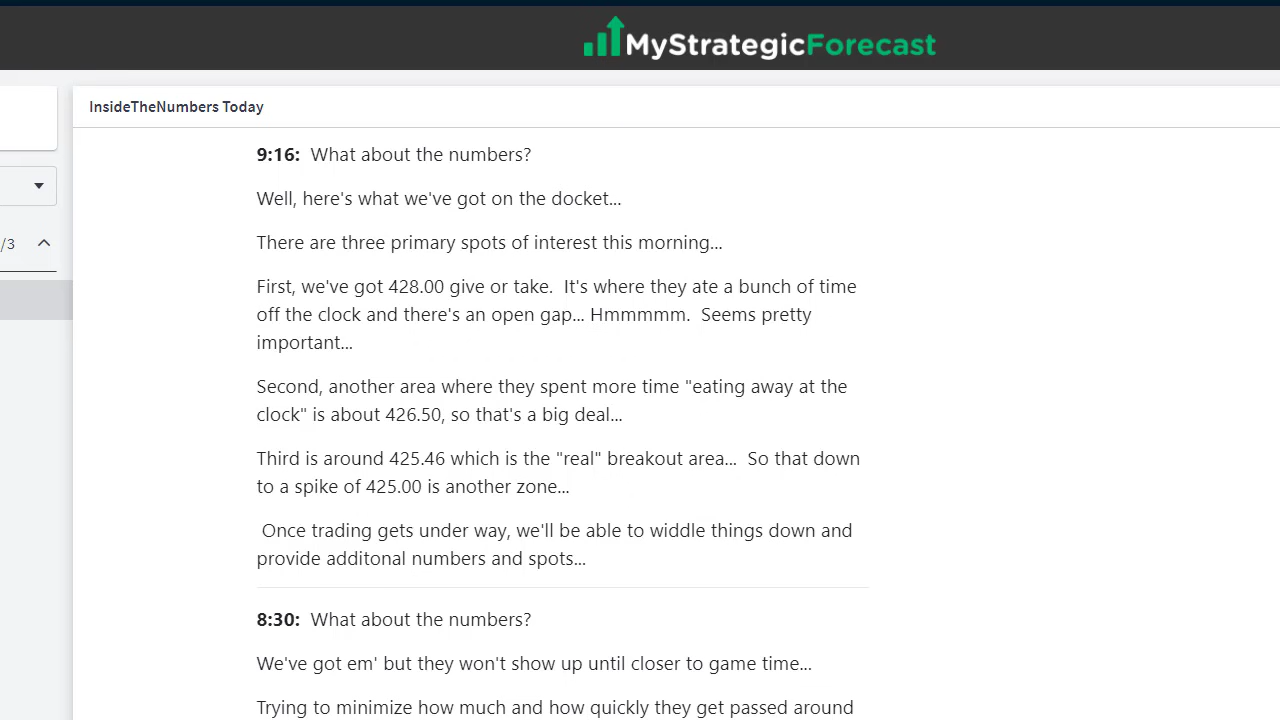 MyStrategicForecast
InsideTheNumbers Today
/3
9:16: What about the numbers?
Well, here's what we've got on the docket...
There are three primary spots of interest this morning...
First, we've got 428.00 give or take. It's where they ate a bunch of time
off the clock and there's an open gap... Hmmmmm. Seems pretty
important...
Second, another area where they spent more time "eating away at the
clock" is about 426.50, so that's a big deal...
Third is around 425.46 which is the "real" breakout area... So that down
to a spike of 425.00 is another zone...
Once trading gets under way, we'll be able to widdle things down and
provide additonal numbers and spots...
8:30: What about the numbers?
We've got em' but they won't show up until closer to game time...
Trying to minimize how much and how quickly they get passed around